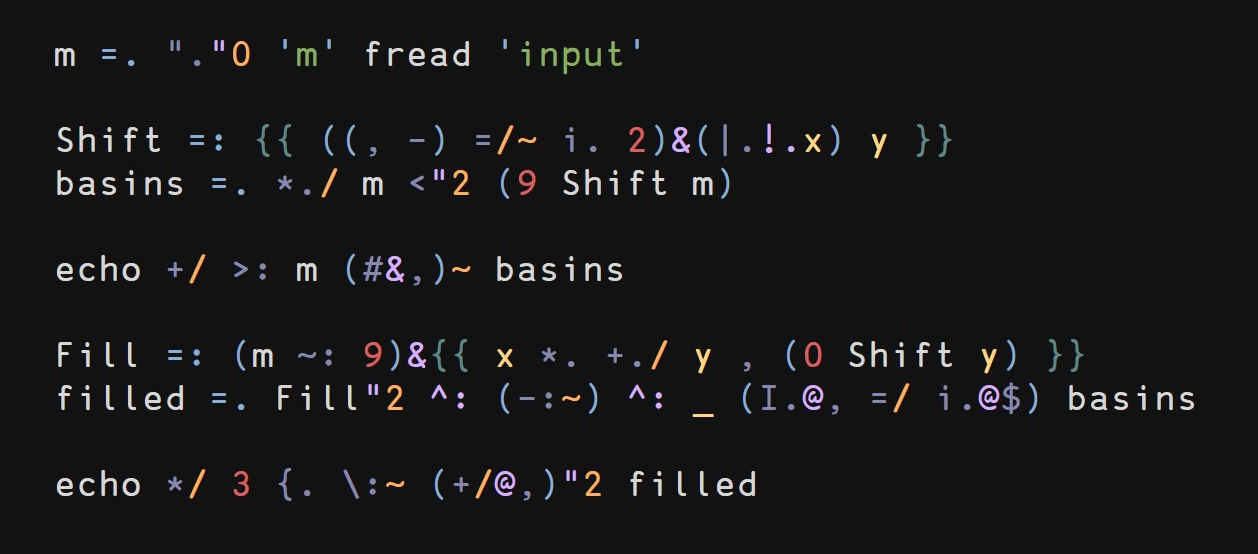 m =. "."0 'm' fread 'input'
Shift =: {{ ((, -) =/~ i. 2)&(|.!.x) y }}
basins =. *./ m <"2 (9 Shift m)
echo +/ >: m (#&,)~ basins
Fill =: (m ~: 9)&{{ x *. +./ y , (0 Shift y) }}
filled =. Fill"2 ^: (-:~) ^: _ (I.@, =/ i.@$) basins
echo */ 3 {. \:~ (+/@,)"2 filled